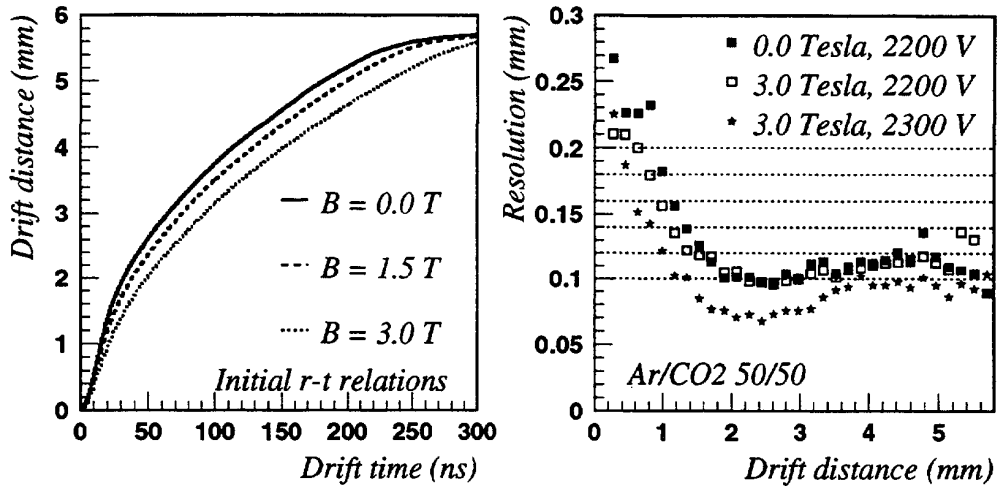 Drift distance (mm)
6
5
4
3
2
1
0
B = 0.0 T
B = 1.5 T
B = 3.0 T
Initial r-t relations
0 50 100 150 200 250 300
Drift time (ns)
Resolution (mm)
0.3
0.25
0.2
0.15
0.1
0.05
0
0.0 Tesla, 2200 V
3.0 Tesla, 2200 V
3.0 Tesla, 2300 V
Ar/CO2 50/50
0 1 2 3 4 5
Drift distance (mm)